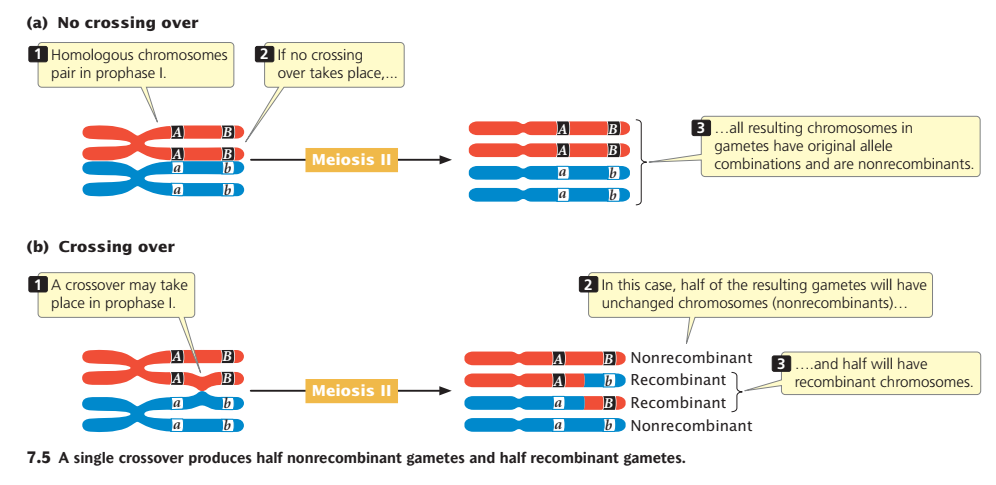 (a) No crossing over
1 Homologous chromosomes
pair in prophase I.
2 If no crossing
over takes place,...
A B
A B
a b
a b
Meiosis II
A B
A B
a b
a b
3 …all resulting chromosomes in
gametes have original allele
combinations and are nonrecombinants.
(b) Crossing over
1 A crossover may take
place in prophase I.
A B
A B
a b
a b
Meiosis II
2 In this case, half of the resulting gametes will have
unchanged chromosomes (nonrecombinants)…
A B Nonrecombinant
A b Recombinant
a B Recombinant
a b Nonrecombinant
3 ….and half will have
recombinant chromosomes.
7.5 A single crossover produces half nonrecombinant gametes and half recombinant gametes.